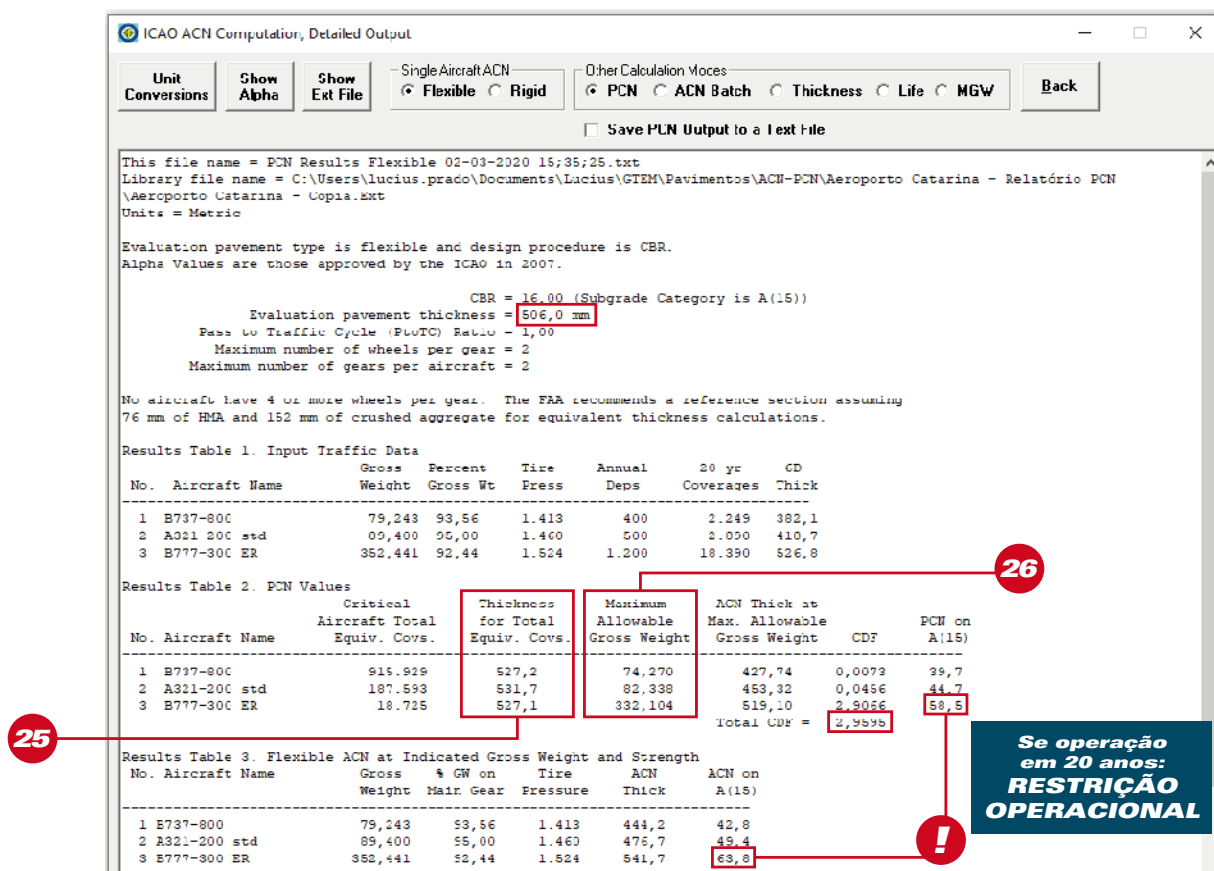 ICAO ACN Computation, Detailed Output
Unit Conversions
Show Alpha
Show Ext File
Single Aircraft ACN
Flexible Rigid
Other Calculation Modes
PCN ACN Batch Thickness Life MGW
Back
Save PCN Output to a Text File
This file name = PCN Results Flexible 02-03-2020 15;35;25.txt
Library file name = C:\Users\lucius.prado\Documents\Lucius\GTEM\Pavimentos\ACN-PCN\Aeroporto Catarina - Relatório PCN
\Aeroporto Catarina - Copia.Ext
Units = Metric
Evaluation pavement type is flexible and design procedure is CBR.
Alpha Values are those approved by the ICAO in 2007.
CBR = 16,00 (Subgrade Category is A(15))
Evaluation pavement thickness = 506,0 mm
Pass to Traffic Cycle (PtoTC) Ratio = 1,00
Maximum number of wheels per gear = 2
Maximum number of gears per aircraft = 2
No aircraft have 4 or more wheels per gear. The FAA recommends a reference section assuming
76 mm of HMA and 152 mm of crushed aggregate for equivalent thickness calculations.
Results Table 1. Input Traffic Data
Gross Percent Tire Annual 20 yr CD
No. Aircraft Name Weight Gross Wt Press Deps Coverages Thick
1 B737-800 79,243 93,56 1.413 400 2.249 382,1
2 A321-200 std 89,400 95,00 1.460 500 410,7
3 B777-300 ER 352,441 92,44 1.524 1.200 18.390 526,8
Results Table 2. PCN Values
Critical Thickness Maximum ACN Thick at
Aircraft Total for Total Allowable Max. Allowable PCN on
No. Aircraft Name Equiv. Covs. Equiv. Covs. Gross Weight Gross Weight CDF A(15)
1 B737-800 915.929 527,2 74,270 427,74 0,0073 39,7
2 A321-200 std 187.593 531,7 82,338 453,32 0,0456 44,7
3 B777-300 ER 18.725 527,1 332,104 519,10 2,9066 58,5
Total CDF = 2,9595
Results Table 3. Flexible ACN at Indicated Gross Weight and Strength
No. Aircraft Name Gross % GW on Tire ACN ACN on
Weight Main Gear Pressure Thick A(15)
1 B737-800 79,243 93,56 1.413 444,2 42,8
2 A321-200 std 89,400 95,00 1.460 476,7 49,4
3 B777-300 ER 352,441 92,44 1.524 541,7 63,8
25
26
!
Se operação
em 20 anos:
RESTRIÇÃO
OPERACIONAL